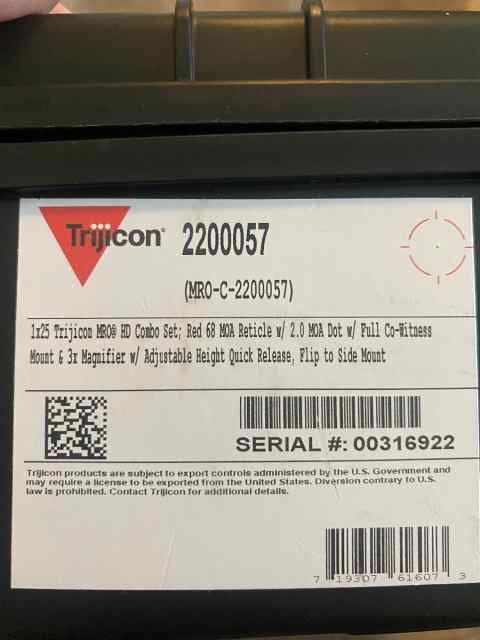 Trijicon® 2200057
(MRO-C-2200057)
1x25 Trijicon MRO® HD Combo Set; Red 68 MOA Reticle w/ 2.0 MOA Dot w/ Full Co-Witness
Mount & 3x Magnifier w/ Adjustable Height Quick Release, Flip to Side Mount
SERIAL #: 00316922
Trijicon products are subject to export controls administered by the U.S. Government and
may require a license to be exported from the United States. Diversion contrary to U.S.
law is prohibited. Contact Trijicon for additional details.
7 19307 61607 3